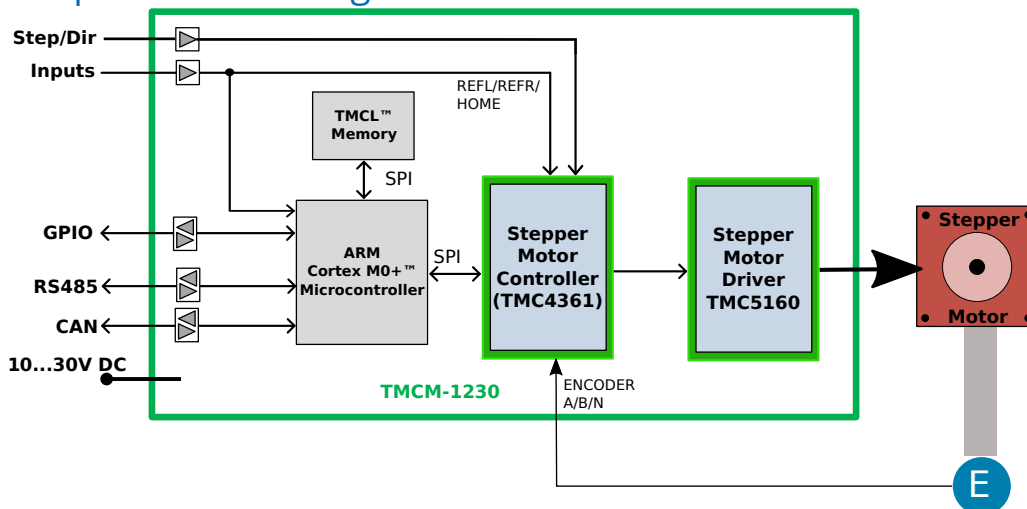 Step/Dir
Inputs
REFL/REFR/
HOME
TMCL™
Memory
SPI
GPIO
RS485
CAN
10...30V DC
ARM
Cortex M0+™
Microcontroller
SPI
Stepper
Motor
Controller
(TMC4361)
Stepper
Motor
Driver
TMC5160
Stepper
Motor
TMCM-1230
ENCODER
A/B/N
E